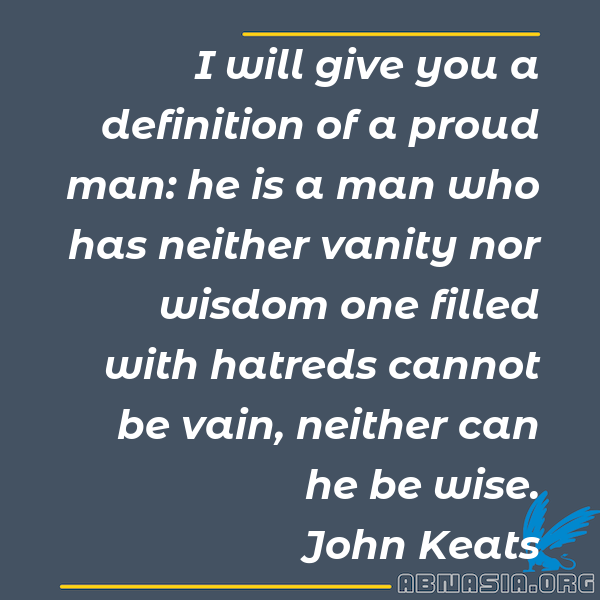 I will give you a
definition of a proud
man: he is a man who
has neither vanity nor
wisdom one filled
with hatreds cannot
be vain, neither can
he be wise.
John Keats
ABNASIA.ORG